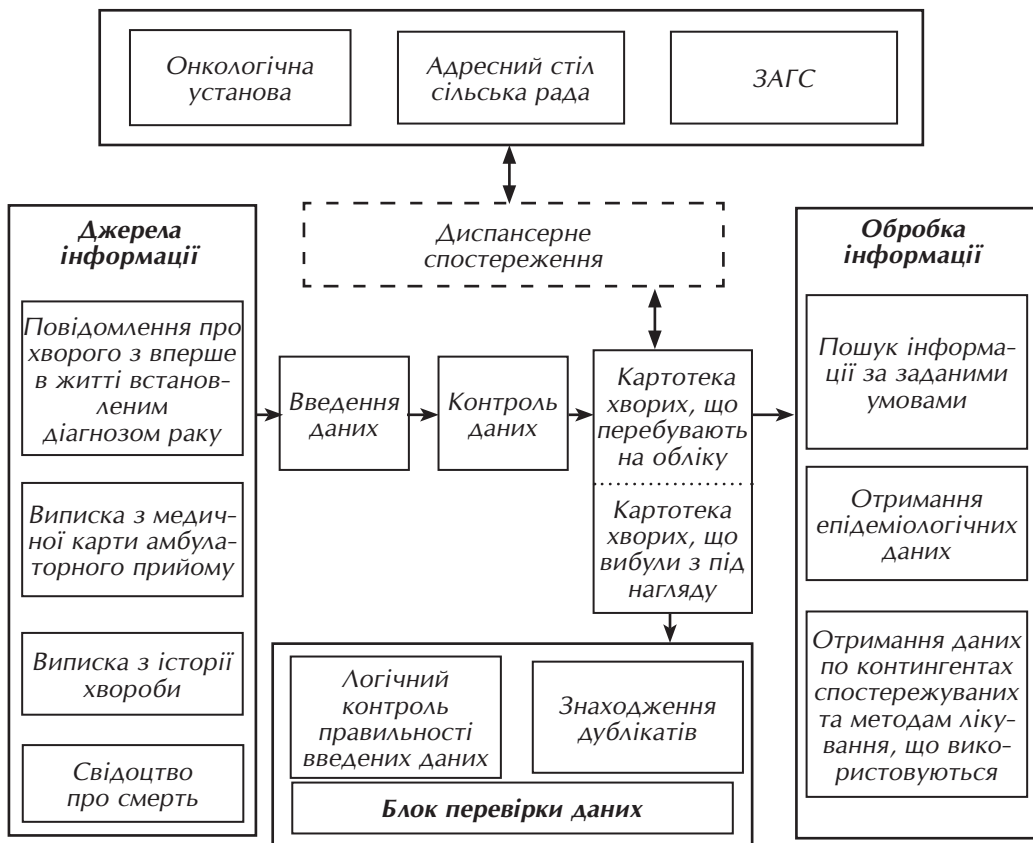 Онкологічна
установа
Адресний стіл
сільська рада
ЗАГС
Диспансерне
спостереження
Джерела
інформації
Повідомлення про
хворого з вперше
в житті встанов-
леним
діагнозом раку
Виписка з медич-
ної карти амбула-
торного прийому
Виписка з історії
хвороби
Свідоцтво
про смерть
Введення
даних
Контроль
даних
Картотека
хворих, що
перебувають
на обліку
Картотека
хворих, що
вибули з під
нагляду
Логічний
контроль
правильності
введених даних
Знаходження
дублікатів
Блок перевірки даних
Обробка
інформації
Пошук інформа-
ції за заданими
умовами
Отримання
епідеміологічних
даних
Отримання даних
по контингентах
спостережуваних
та методам ліку-
вання, що вико-
ристовуються